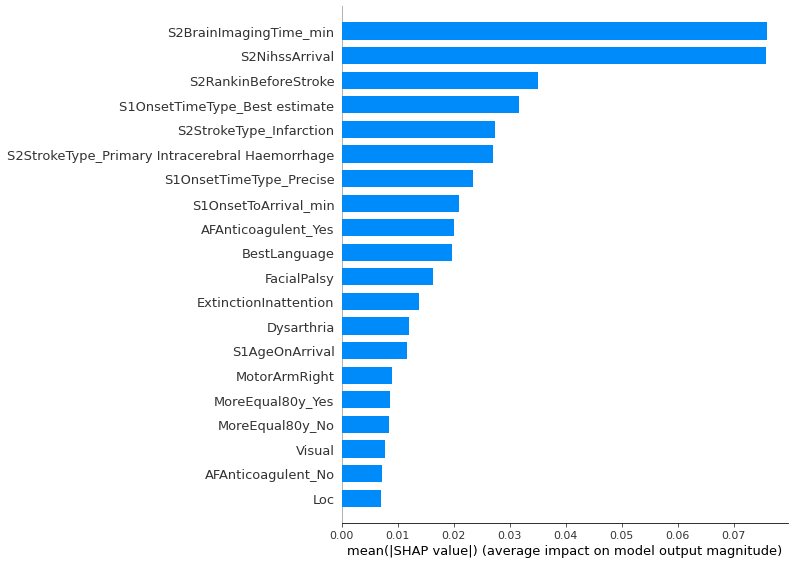 S2BrainImagingTime_min
S2NihssArrival
S2RankinBeforeStroke
S1OnsetTimeType_Best estimate
S2StrokeType_Infarction
S2StrokeType_Primary Intracerebral Haemorrhage
S1OnsetTimeType_Precise
S1OnsetToArrival_min
AFAnticoagulent_Yes
BestLanguage
FacialPalsy
ExtinctionInattention
Dysarthria
S1AgeOnArrival
MotorArmRight
MoreEqual80y_Yes
MoreEqual80y_No
Visual
AFAnticoagulent_No
Loc
0.00 0.01 0.02 0.03 0.04 0.05 0.06 0.07
mean(|SHAP value|) (average impact on model output magnitude)